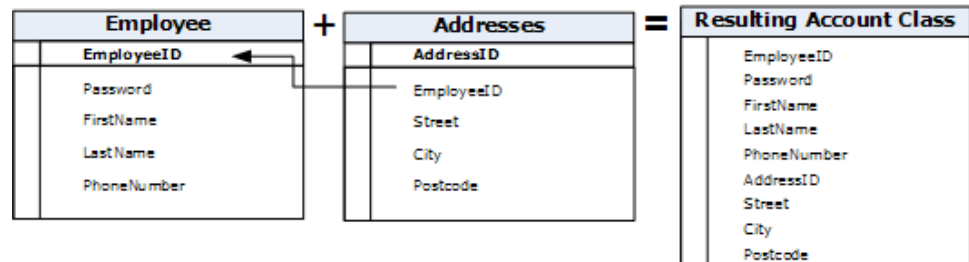 Employee
EmployeeID
Password
FirstName
LastName
PhoneNumber
+
Addresses
AddressID
EmployeeID
Street
City
Postcode
=
Resulting Account Class
EmployeeID
Password
FirstName
LastName
PhoneNumber
AddressID
Street
City
Postcode